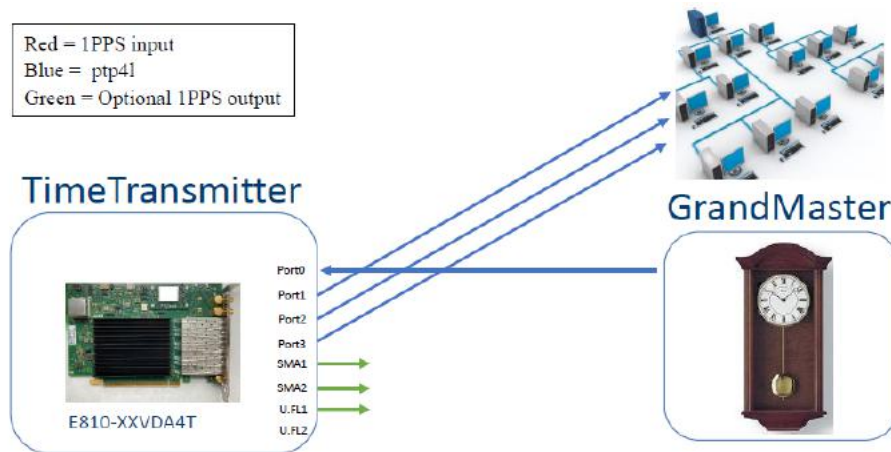 Red = 1PPS input
Blue = ptp4l
Green = Optional 1PPS output
TimeTransmitter
GrandMaster
Port0
Port1
Port2
Port3
SMA1
SMA2
U.FL1
U.FL2
E810-XXVDA4T